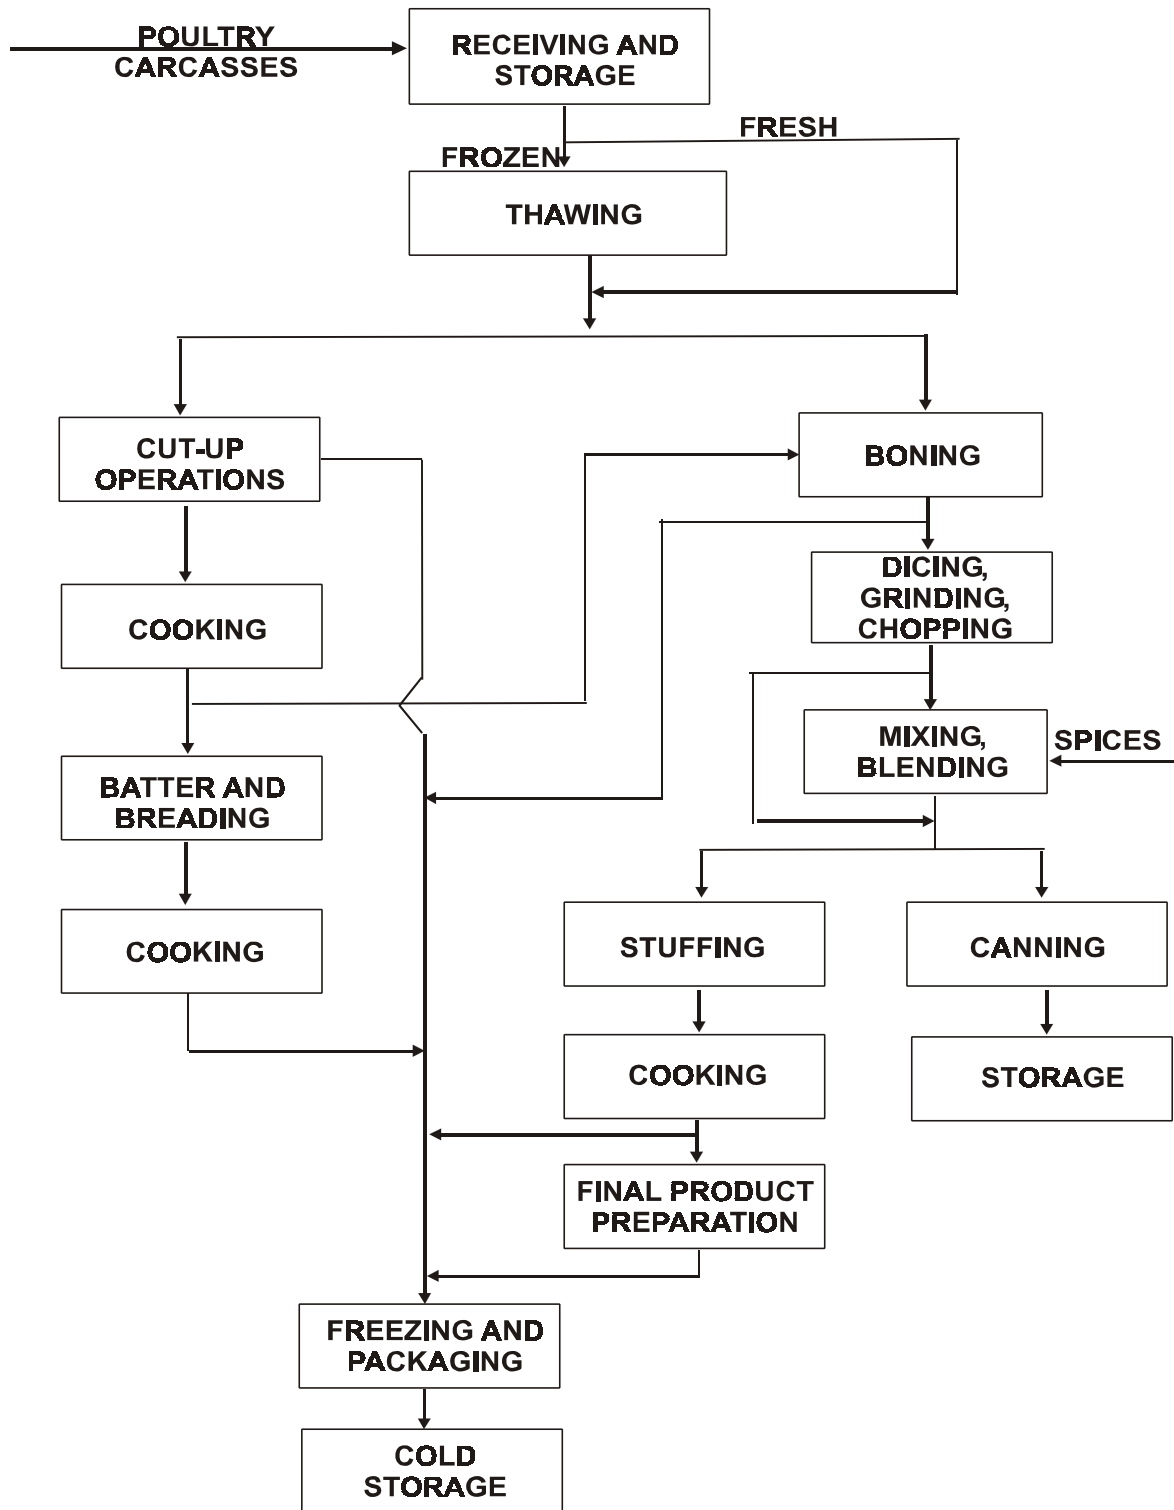 POULTRY
CARCASSES
RECEIVING AND
STORAGE
FRESH
FROZEN
THAWING
CUT-UP
OPERATIONS
BONING
COOKING
DICING,
GRINDING,
CHOPPING
BATTER AND
BREADING
MIXING,
BLENDING
SPICES
COOKING
STUFFING
CANNING
COOKING
STORAGE
FINAL PRODUCT
PREPARATION
FREEZING AND
PACKAGING
COLD
STORAGE